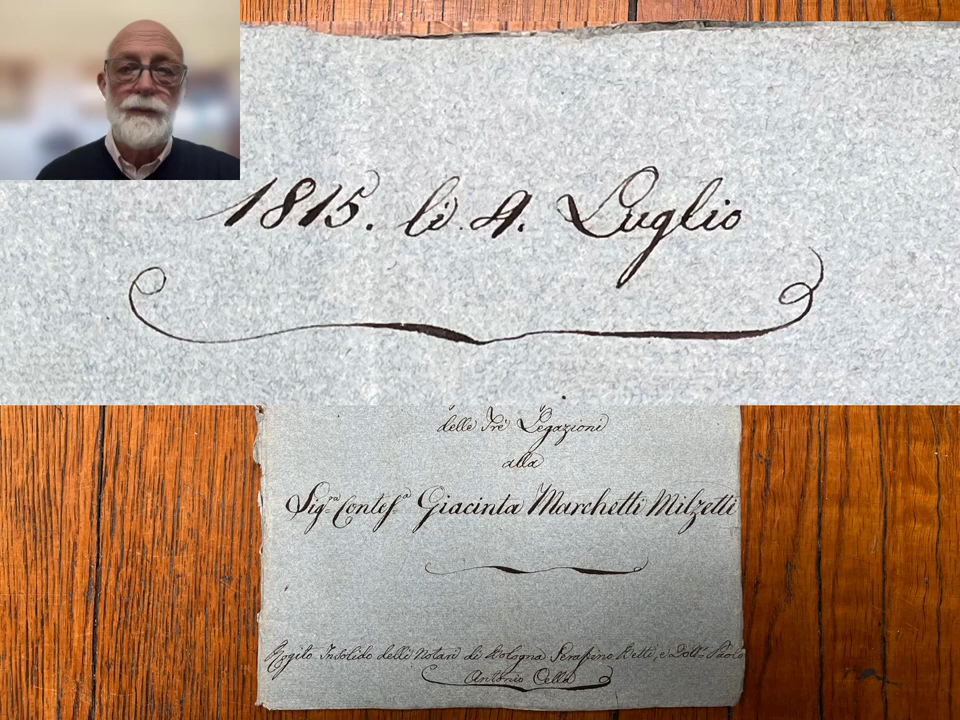 1815. li 4. Luglio
delle Tre Legazioni
alla
Sig.ra Contes.a Giacinta Marchetti Milzetti
Rogito Insolido delli Notari di Bologna Serafino Betti, e Dott.r Paolo
Antonio Cella